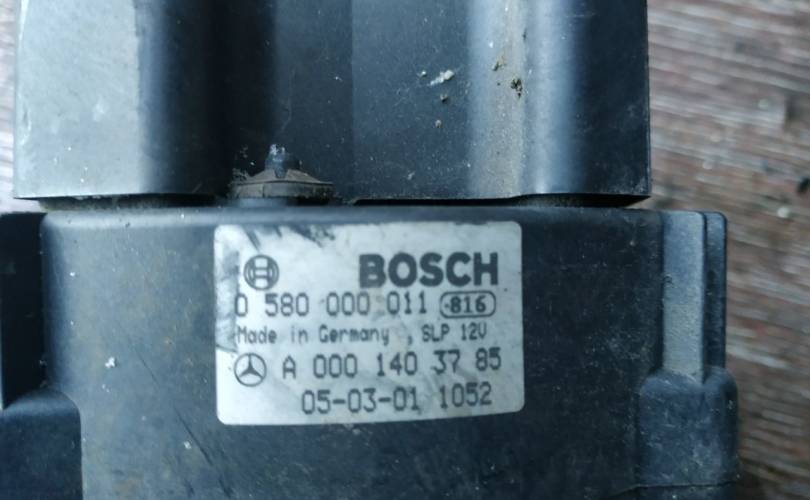 BOSCH
0 580 000 011 816
Made in Germany , SLP 12V
A 000 140 37 85
05-03-01 1052